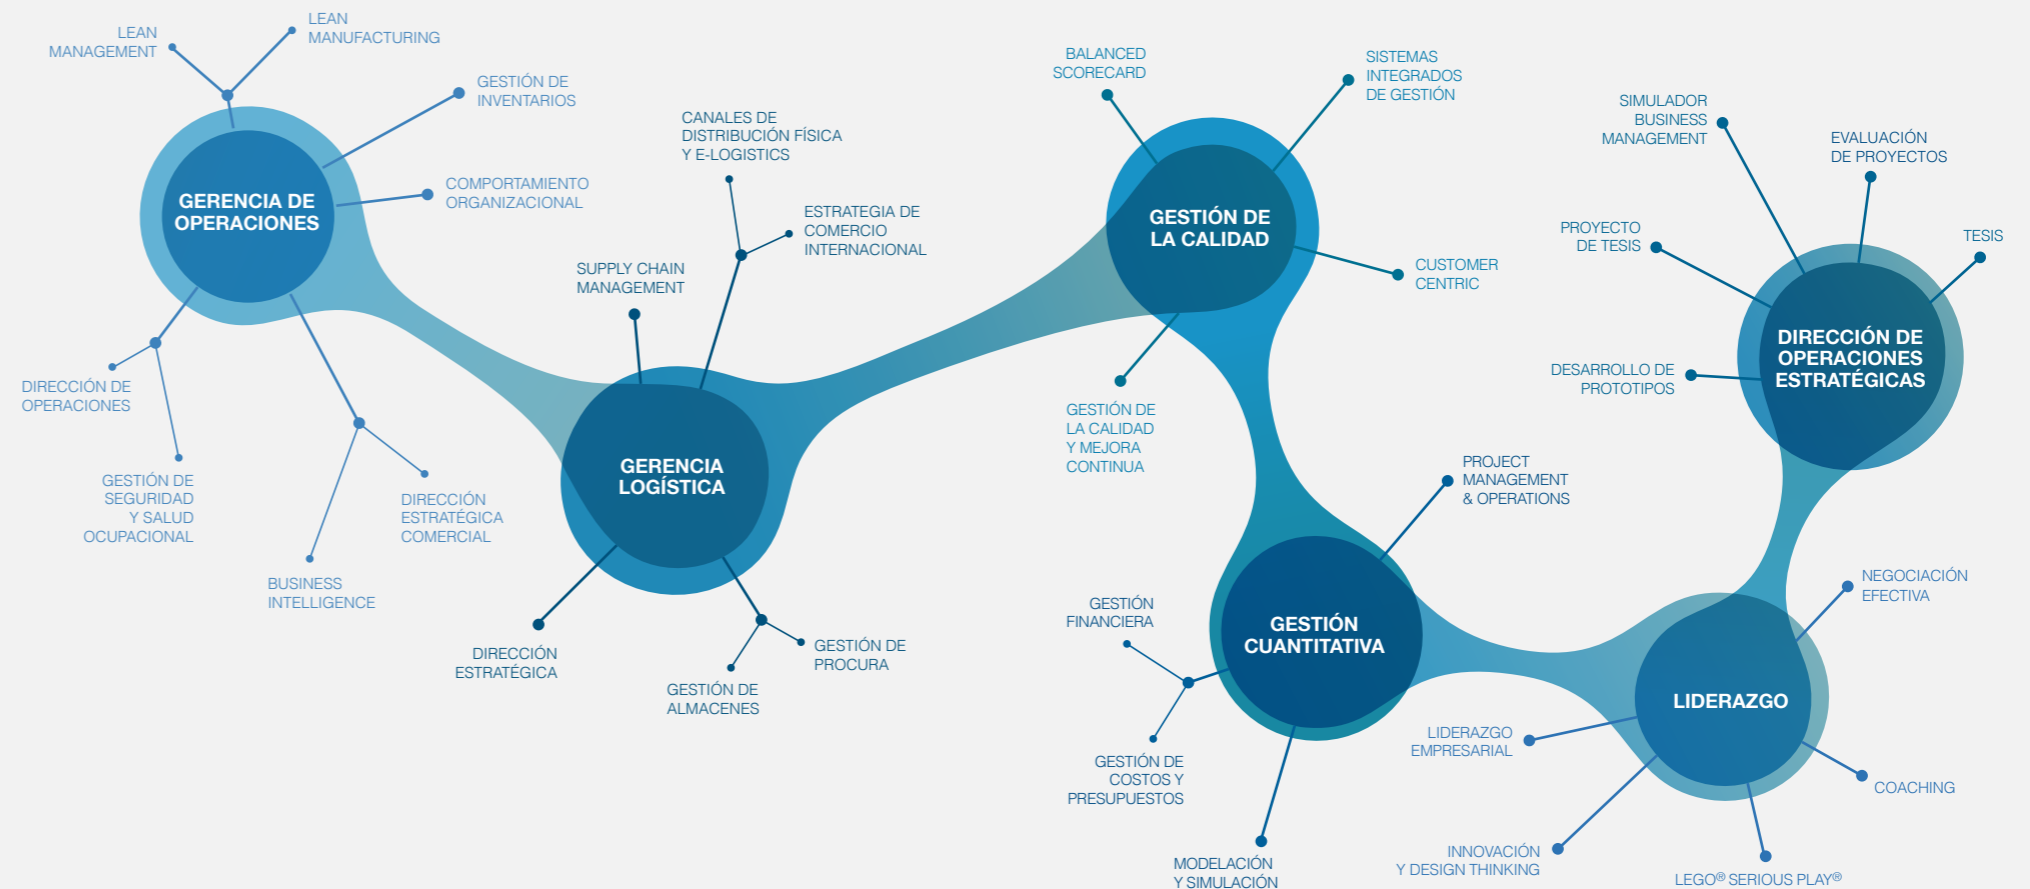 LEAN
MANAGEMENT
LEAN
MANUFACTURING
GESTIÓN DE
INVENTARIOS
GERENCIA DE
OPERACIONES
COMPORTAMIENTO
ORGANIZACIONAL
DIRECCIÓN DE
OPERACIONES
GESTIÓN DE
SEGURIDAD
Y SALUD
OCUPACIONAL
BUSINESS
INTELLIGENCE
DIRECCIÓN
ESTRATÉGICA
COMERCIAL
CANALES DE
DISTRIBUCIÓN FÍSICA
Y E-LOGISTICS
ESTRATEGIA DE
COMERCIO
INTERNACIONAL
SUPPLY CHAIN
MANAGEMENT
GERENCIA
LOGÍSTICA
DIRECCIÓN
ESTRATÉGICA
GESTIÓN DE
PROCURA
GESTIÓN DE
ALMACENES
BALANCED
SCORECARD
SISTEMAS
INTEGRADOS
DE GESTIÓN
GESTIÓN DE
LA CALIDAD
CUSTOMER
CENTRIC
GESTIÓN DE
LA CALIDAD
Y MEJORA
CONTINUA
PROJECT
MANAGEMENT
& OPERATIONS
GESTIÓN
FINANCIERA
GESTIÓN
CUANTITATIVA
GESTIÓN DE
COSTOS Y
PRESUPUESTOS
MODELACIÓN
Y SIMULACIÓN
SIMULADOR
BUSINESS
MANAGEMENT
EVALUACIÓN
DE PROYECTOS
PROYECTO
DE TESIS
TESIS
DIRECCIÓN DE
OPERACIONES
ESTRATÉGICAS
DESARROLLO DE
PROTOTIPOS
NEGOCIACIÓN
EFECTIVA
LIDERAZGO
LIDERAZGO
EMPRESARIAL
COACHING
INNOVACIÓN
Y DESIGN THINKING
LEGO® SERIOUS PLAY®